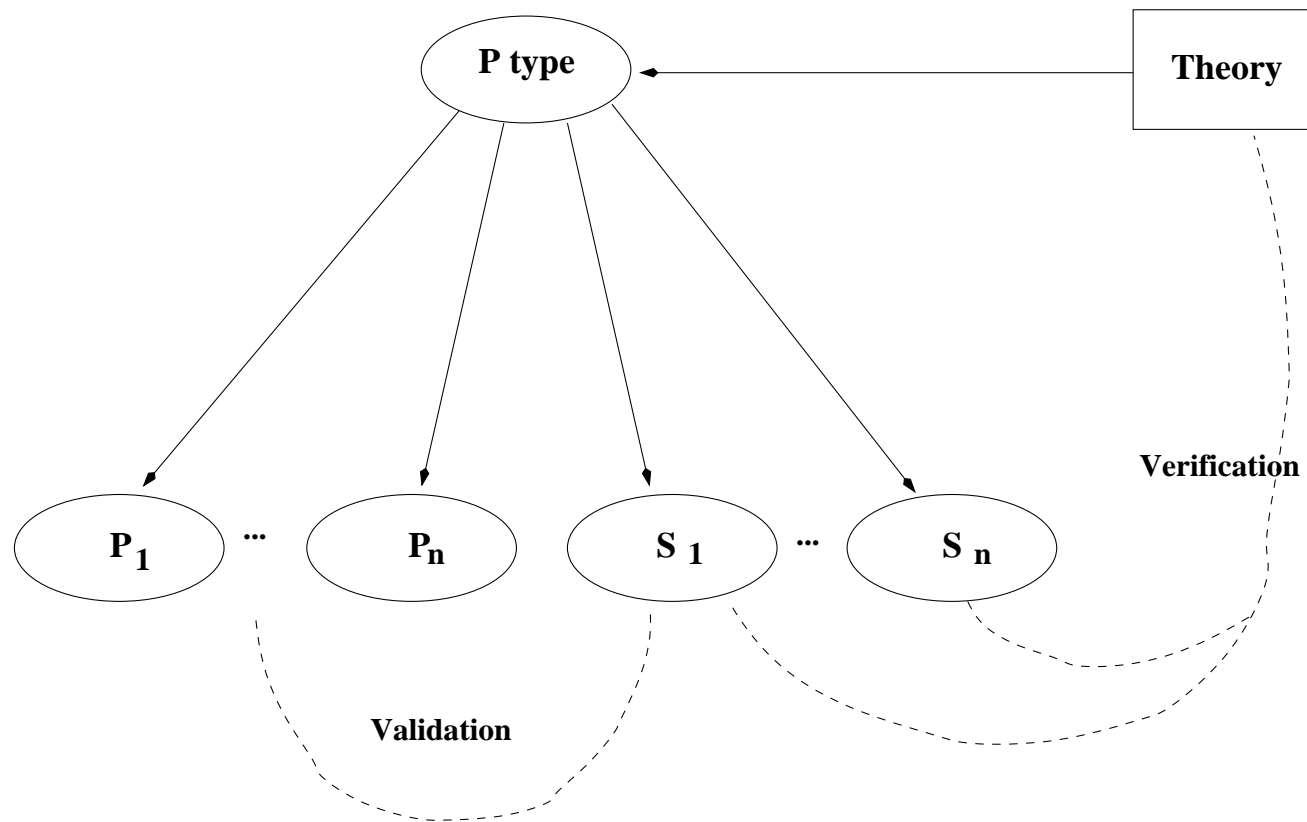 P type
Theory
Verification
P1 ... Pn S1 ... Sn
Validation